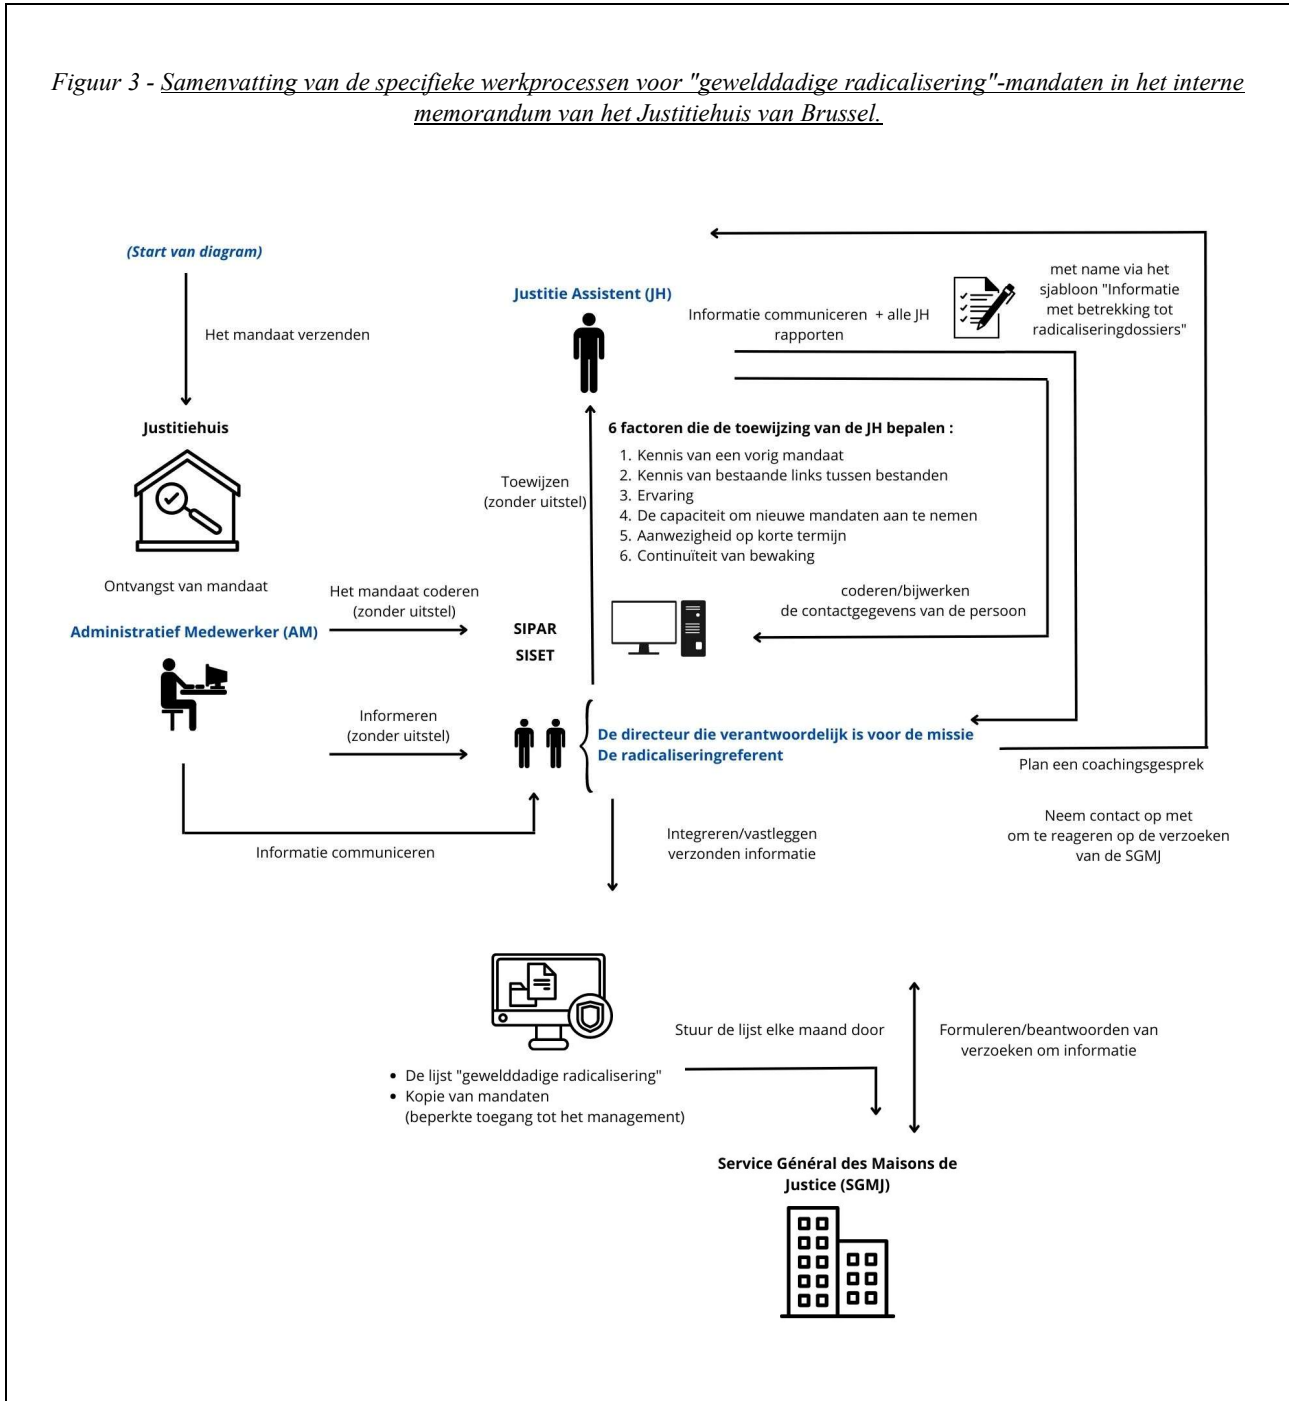 Figuur 3 - Samenvatting van de specifieke werkprocessen voor "gewelddadige radicalisering"-mandaten in het interne
memorandum van het Justitiehuis van Brussel.
(Start van diagram)
Het mandaat verzenden
Justitiehuis
Ontvangst van mandaat
Administratief Medewerker (AM)
Het mandaat coderen
(zonder uitstel)
Informeren
(zonder uitstel)
Informatie communiceren
SIPAR
SISET
Toewijzen
(zonder uitstel)
Justitie Assistent (JH)
Informatie communiceren + alle JH
rapporten
met name via het
sjabloon "Informatie
met betrekking tot
radicaliseringdossiers"
6 factoren die de toewijzing van de JH bepalen :
1. Kennis van een vorig mandaat
2. Kennis van bestaande links tussen bestanden
3. Ervaring
4. De capaciteit om nieuwe mandaten aan te nemen
5. Aanwezigheid op korte termijn
6. Continuïteit van bewaking
coderen/bijwerken
de contactgegevens van de persoon
De directeur die verantwoordelijk is voor de missie
De radicaliseringreferent
Plan een coachingsgesprek
Neem contact op met
om te reageren op de verzoeken
van de SGMJ
Integreren/vastleggen
verzonden informatie
• De lijst "gewelddadige radicalisering"
• Kopie van mandaten
(beperkte toegang tot het management)
Stuur de lijst elke maand door
Formuleren/beantwoorden van
verzoeken om informatie
Service Général des Maisons de
Justice (SGMJ)